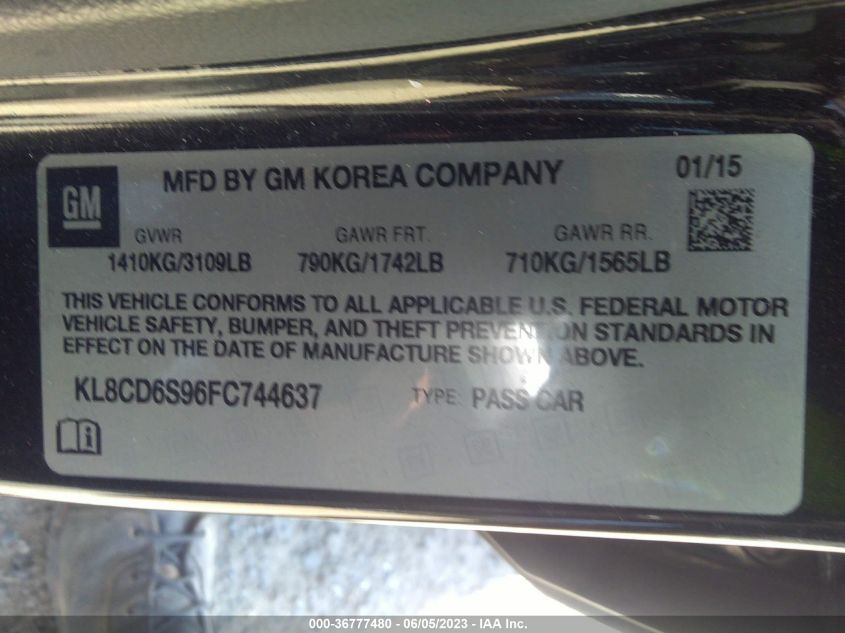 GM
MFD BY GM KOREA COMPANY
01/15
GVWR GAWR FRT. GAWR RR.
1410KG/3109LB 790KG/1742LB 710KG/1565LB
THIS VEHICLE CONFORMS TO ALL APPLICABLE U.S. FEDERAL MOTOR
VEHICLE SAFETY, BUMPER, AND THEFT PREVENTION STANDARDS IN
EFFECT ON THE DATE OF MANUFACTURE SHOWN ABOVE.
KL8CD6S96FC744637 TYPE: PASS CAR
000-36777480 - 06/05/2023 - IAA Inc.